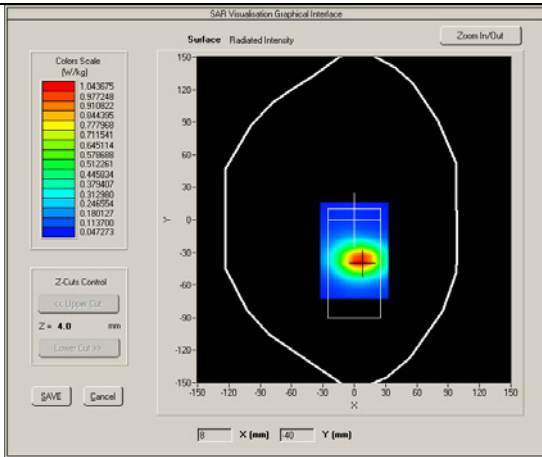 SAR Visualisation Graphical Interface
Surface Radiated Intensity
Zoom In/Out
Colors Scale
(W/kg)
1.043675
0.977248
0.910822
0.844395
0.777968
0.711541
0.645114
0.578688
0.512261
0.445834
0.379407
0.312980
0.246554
0.180127
0.113700
0.047273
150
120
90
60
30
0
-30
-60
-90
-120
-150
Y
-150 -120 -90 -60 -30 0 30 60 90 120 150
X
Z-Cuts Control
<< Upper Cut
Z = 4.0 mm
Lower Cut >>
SAVE Cancel
8 X (mm) -40 Y (mm)